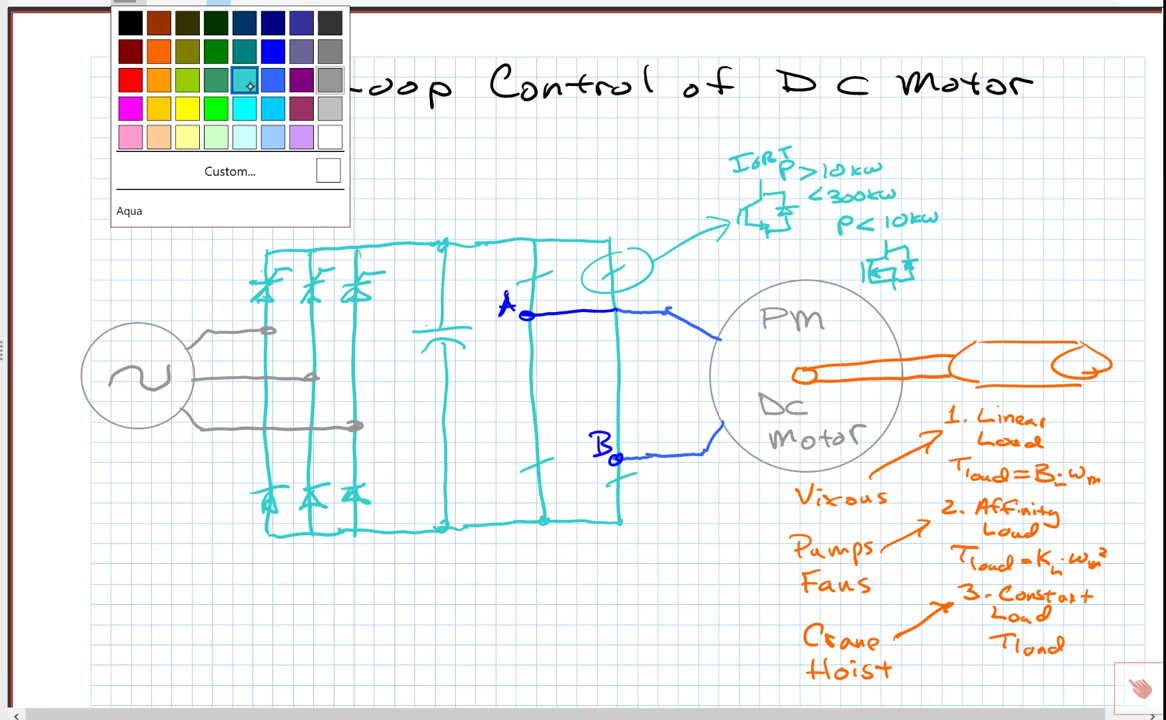 Loop Control of DC Motor
IGBT
P > 10kW
< 300kW
P < 10kW
A
B
PM
DC
Motor
1. Linear
Load
Tload = BL ωm
Viscous
2. Affinity
Load
Tload = KL · ωm²
Pumps
Fans
3. Constant
Load
Tload
Crane
Hoist
Custom...
Aqua